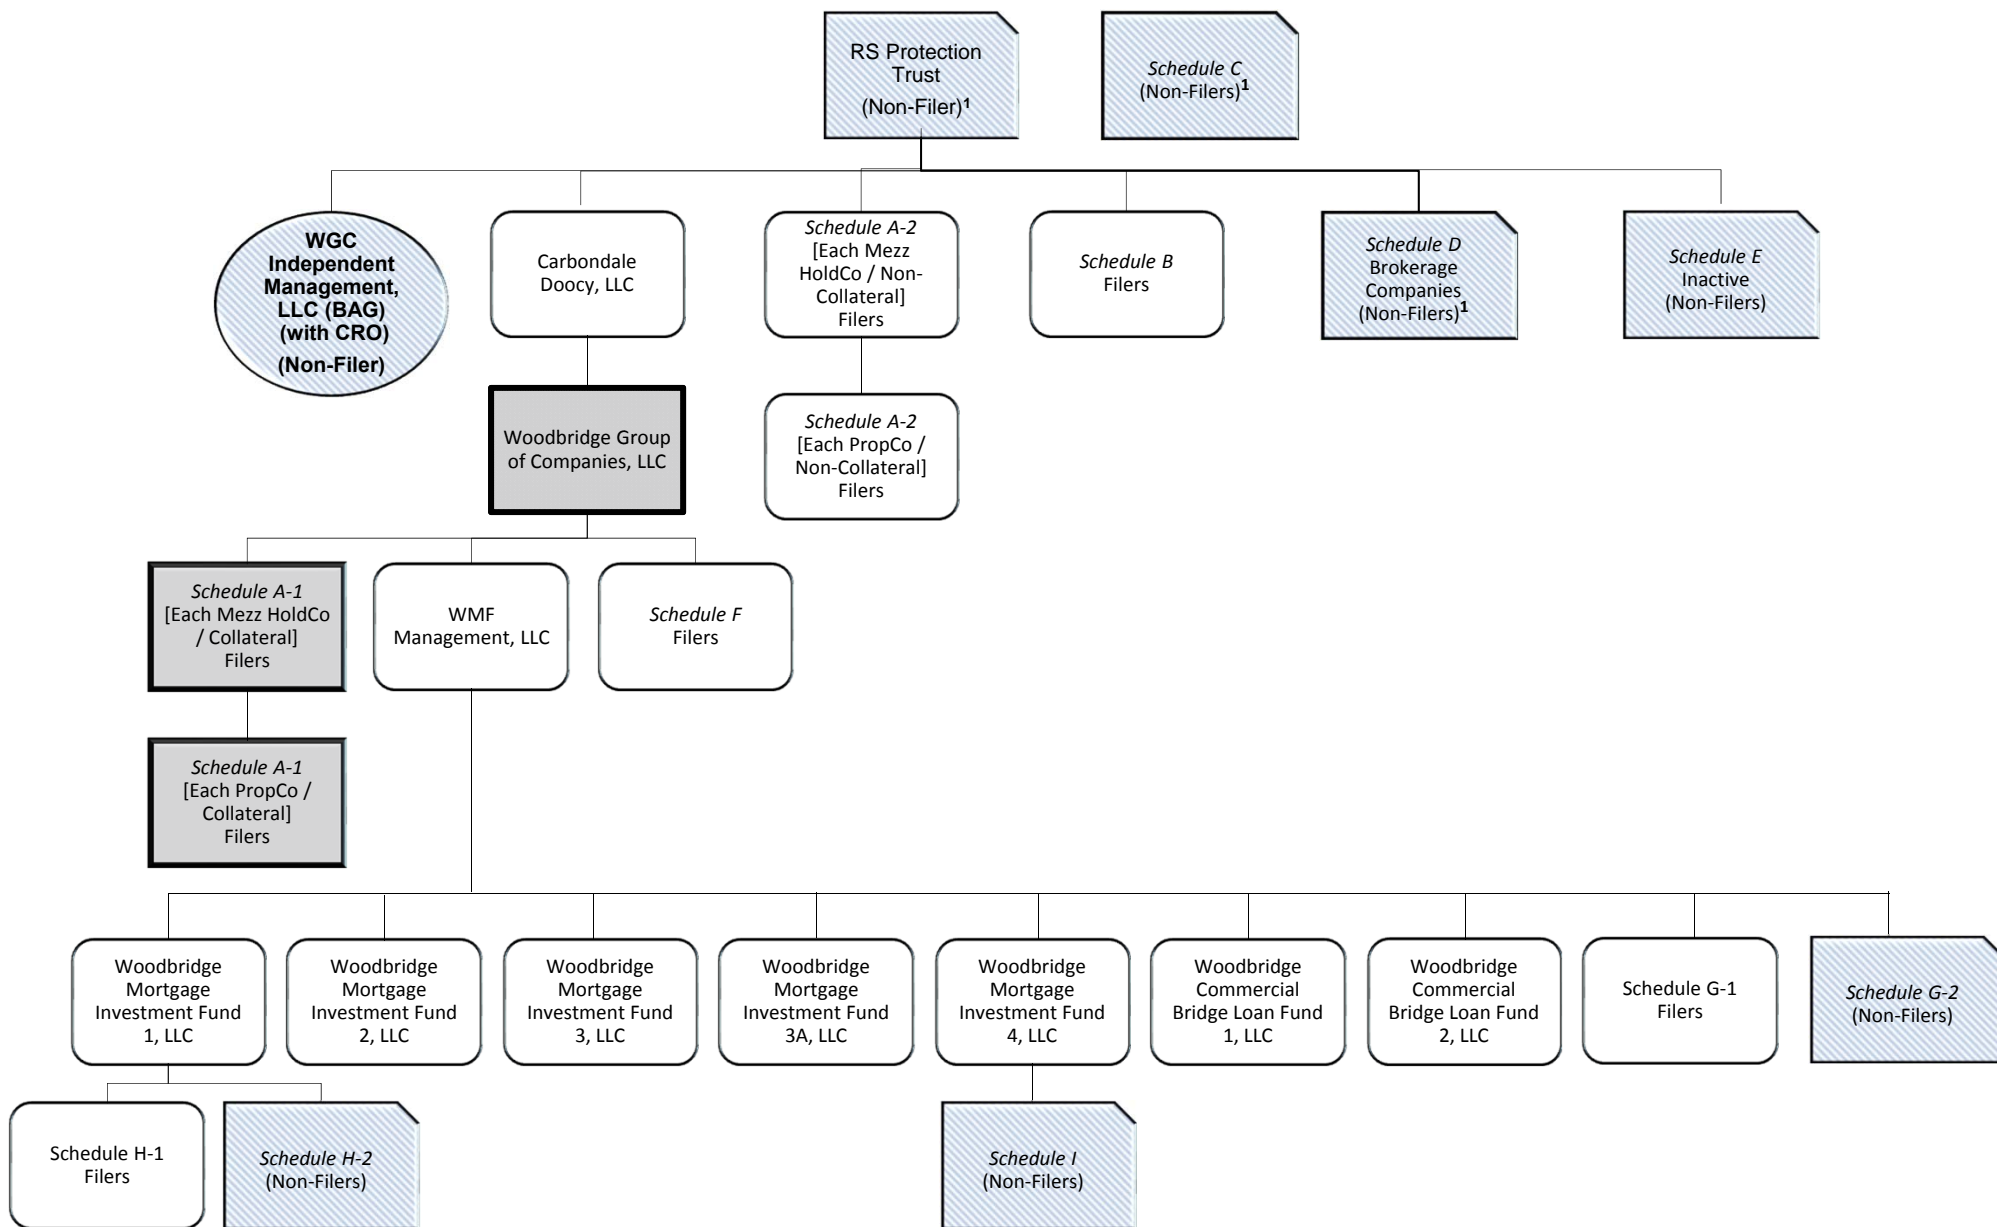 RS Protection
Trust
(Non-Filer)¹
Schedule C
(Non-Filers)¹
WGC
Independent
Management,
LLC (BAG)
(with CRO)
(Non-Filer)
Carbondale
Doocy, LLC
Schedule A-2
[Each Mezz
HoldCo / Non-
Collateral]
Filers
Schedule B
Filers
Schedule D
Brokerage
Companies
(Non-Filers)¹
Schedule E
Inactive
(Non-Filers)
Woodbridge Group
of Companies, LLC
Schedule A-2
[Each PropCo /
Non-Collateral]
Filers
Schedule A-1
[Each Mezz HoldCo
/ Collateral]
Filers
WMF
Management, LLC
Schedule F
Filers
Schedule A-1
[Each PropCo /
Collateral]
Filers
Woodbridge
Mortgage
Investment Fund
1, LLC
Woodbridge
Mortgage
Investment Fund
2, LLC
Woodbridge
Mortgage
Investment Fund
3, LLC
Woodbridge
Mortgage
Investment Fund
3A, LLC
Woodbridge
Mortgage
Investment Fund
4, LLC
Woodbridge
Commercial
Bridge Loan Fund
1, LLC
Woodbridge
Commercial
Bridge Loan Fund
2, LLC
Schedule G-1
Filers
Schedule G-2
(Non-Filers)
Schedule H-1
Filers
Schedule H-2
(Non-Filers)
Schedule I
(Non-Filers)